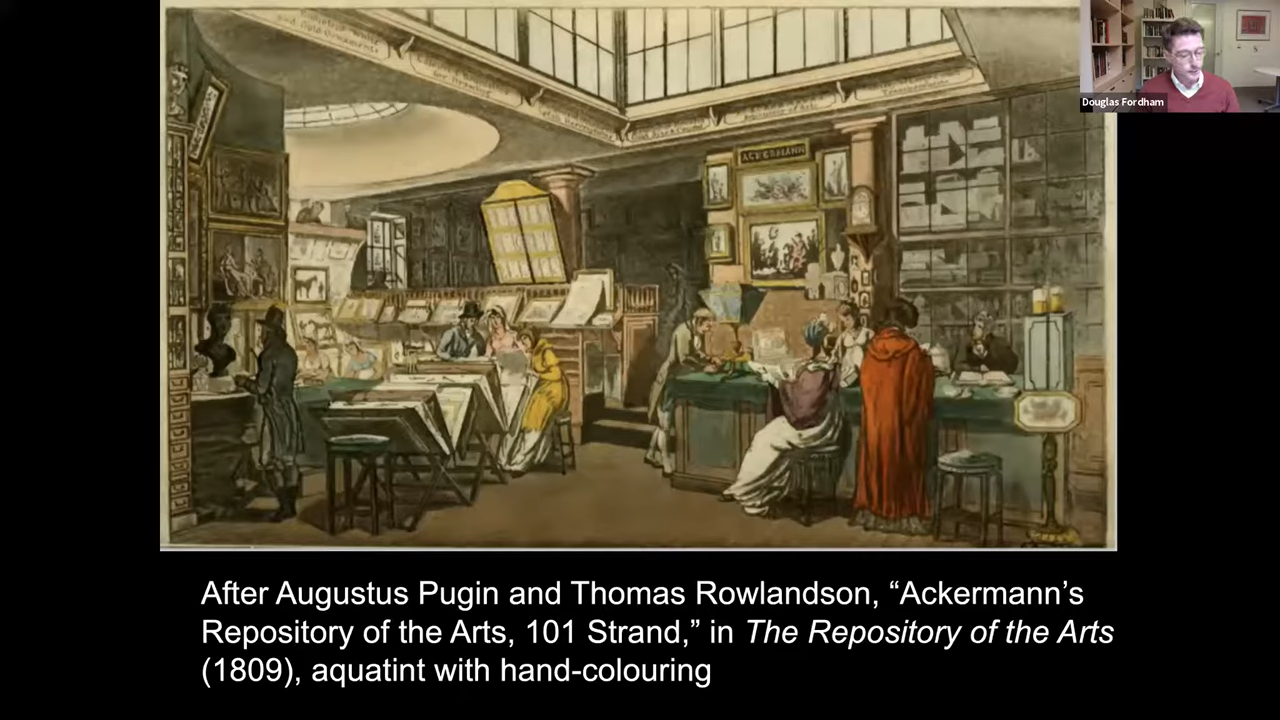 Douglas Fordham
ACKERMANN
After Augustus Pugin and Thomas Rowlandson, “Ackermann’s
Repository of the Arts, 101 Strand,” in The Repository of the Arts
(1809), aquatint with hand-colouring